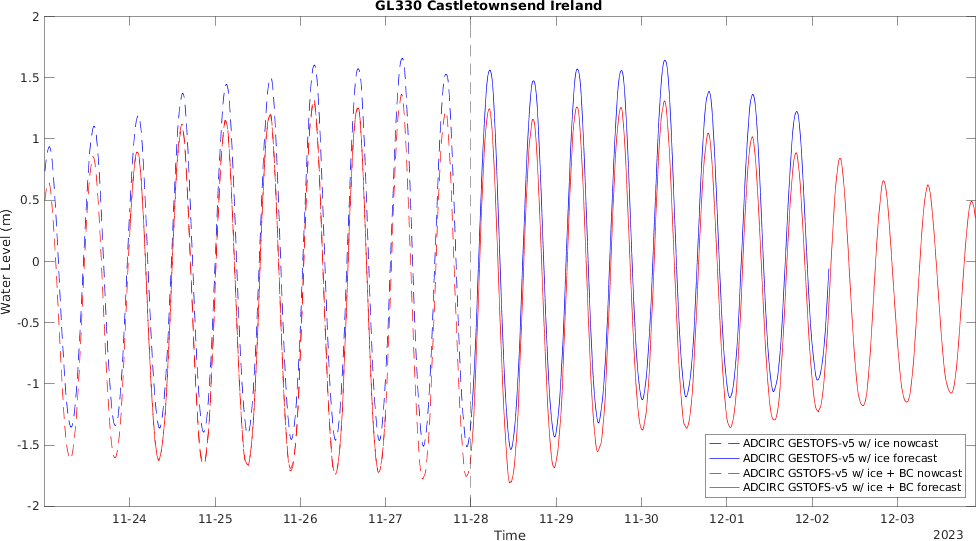 GL330 Castletownsend Ireland
2
1.5
1
0.5
0
-0.5
-1
-1.5
-2
Water Level (m)
ADCIRC GESTOFS-v5 w/ ice nowcast
ADCIRC GESTOFS-v5 w/ ice forecast
ADCIRC GSTOFS-v5 w/ ice + BC nowcast
ADCIRC GSTOFS-v5 w/ ice + BC forecast
11-24 11-25 11-26 11-27 11-28 11-29 11-30 12-01 12-02 12-03
Time
2023